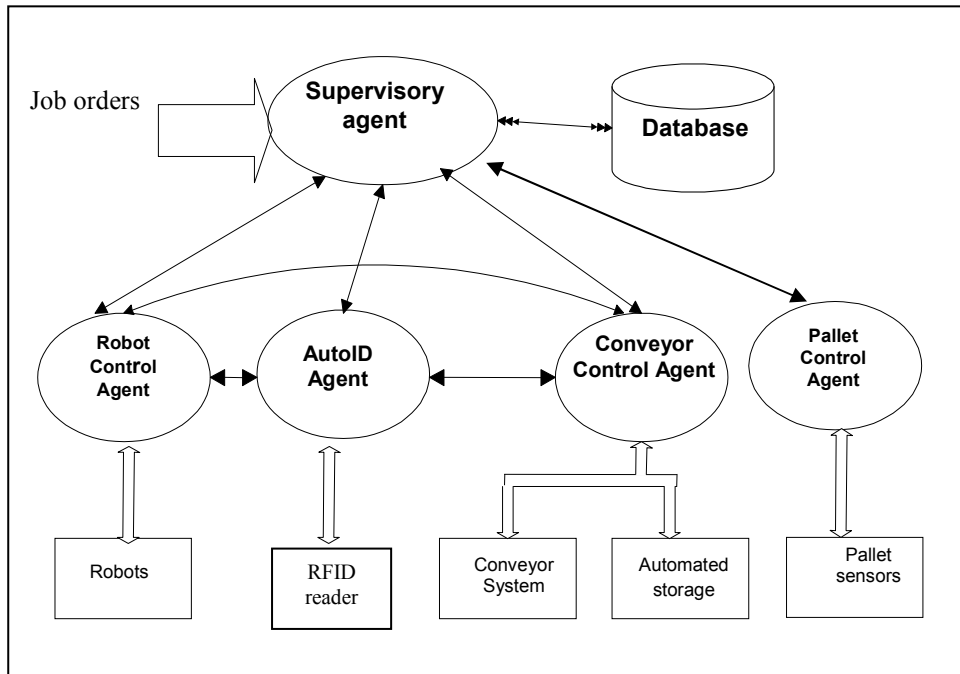 Job orders
Supervisory
agent
Database
Robot
Control
Agent
AutoID
Agent
Conveyor
Control Agent
Pallet
Control
Agent
Robots
RFID
reader
Conveyor
System
Automated
storage
Pallet
sensors